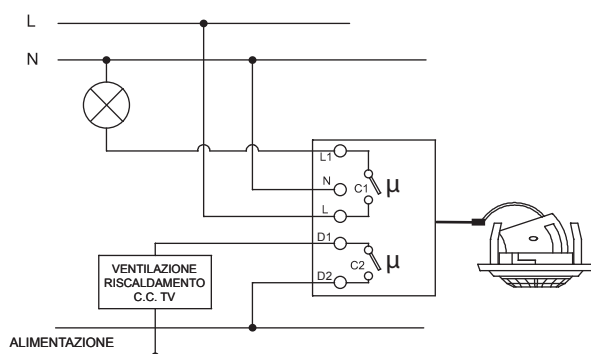 L
N
L1
N
C1
μ
L
D1
VENTILAZIONE
RISCALDAMENTO
C.C. TV
C2
μ
D2
ALIMENTAZIONE